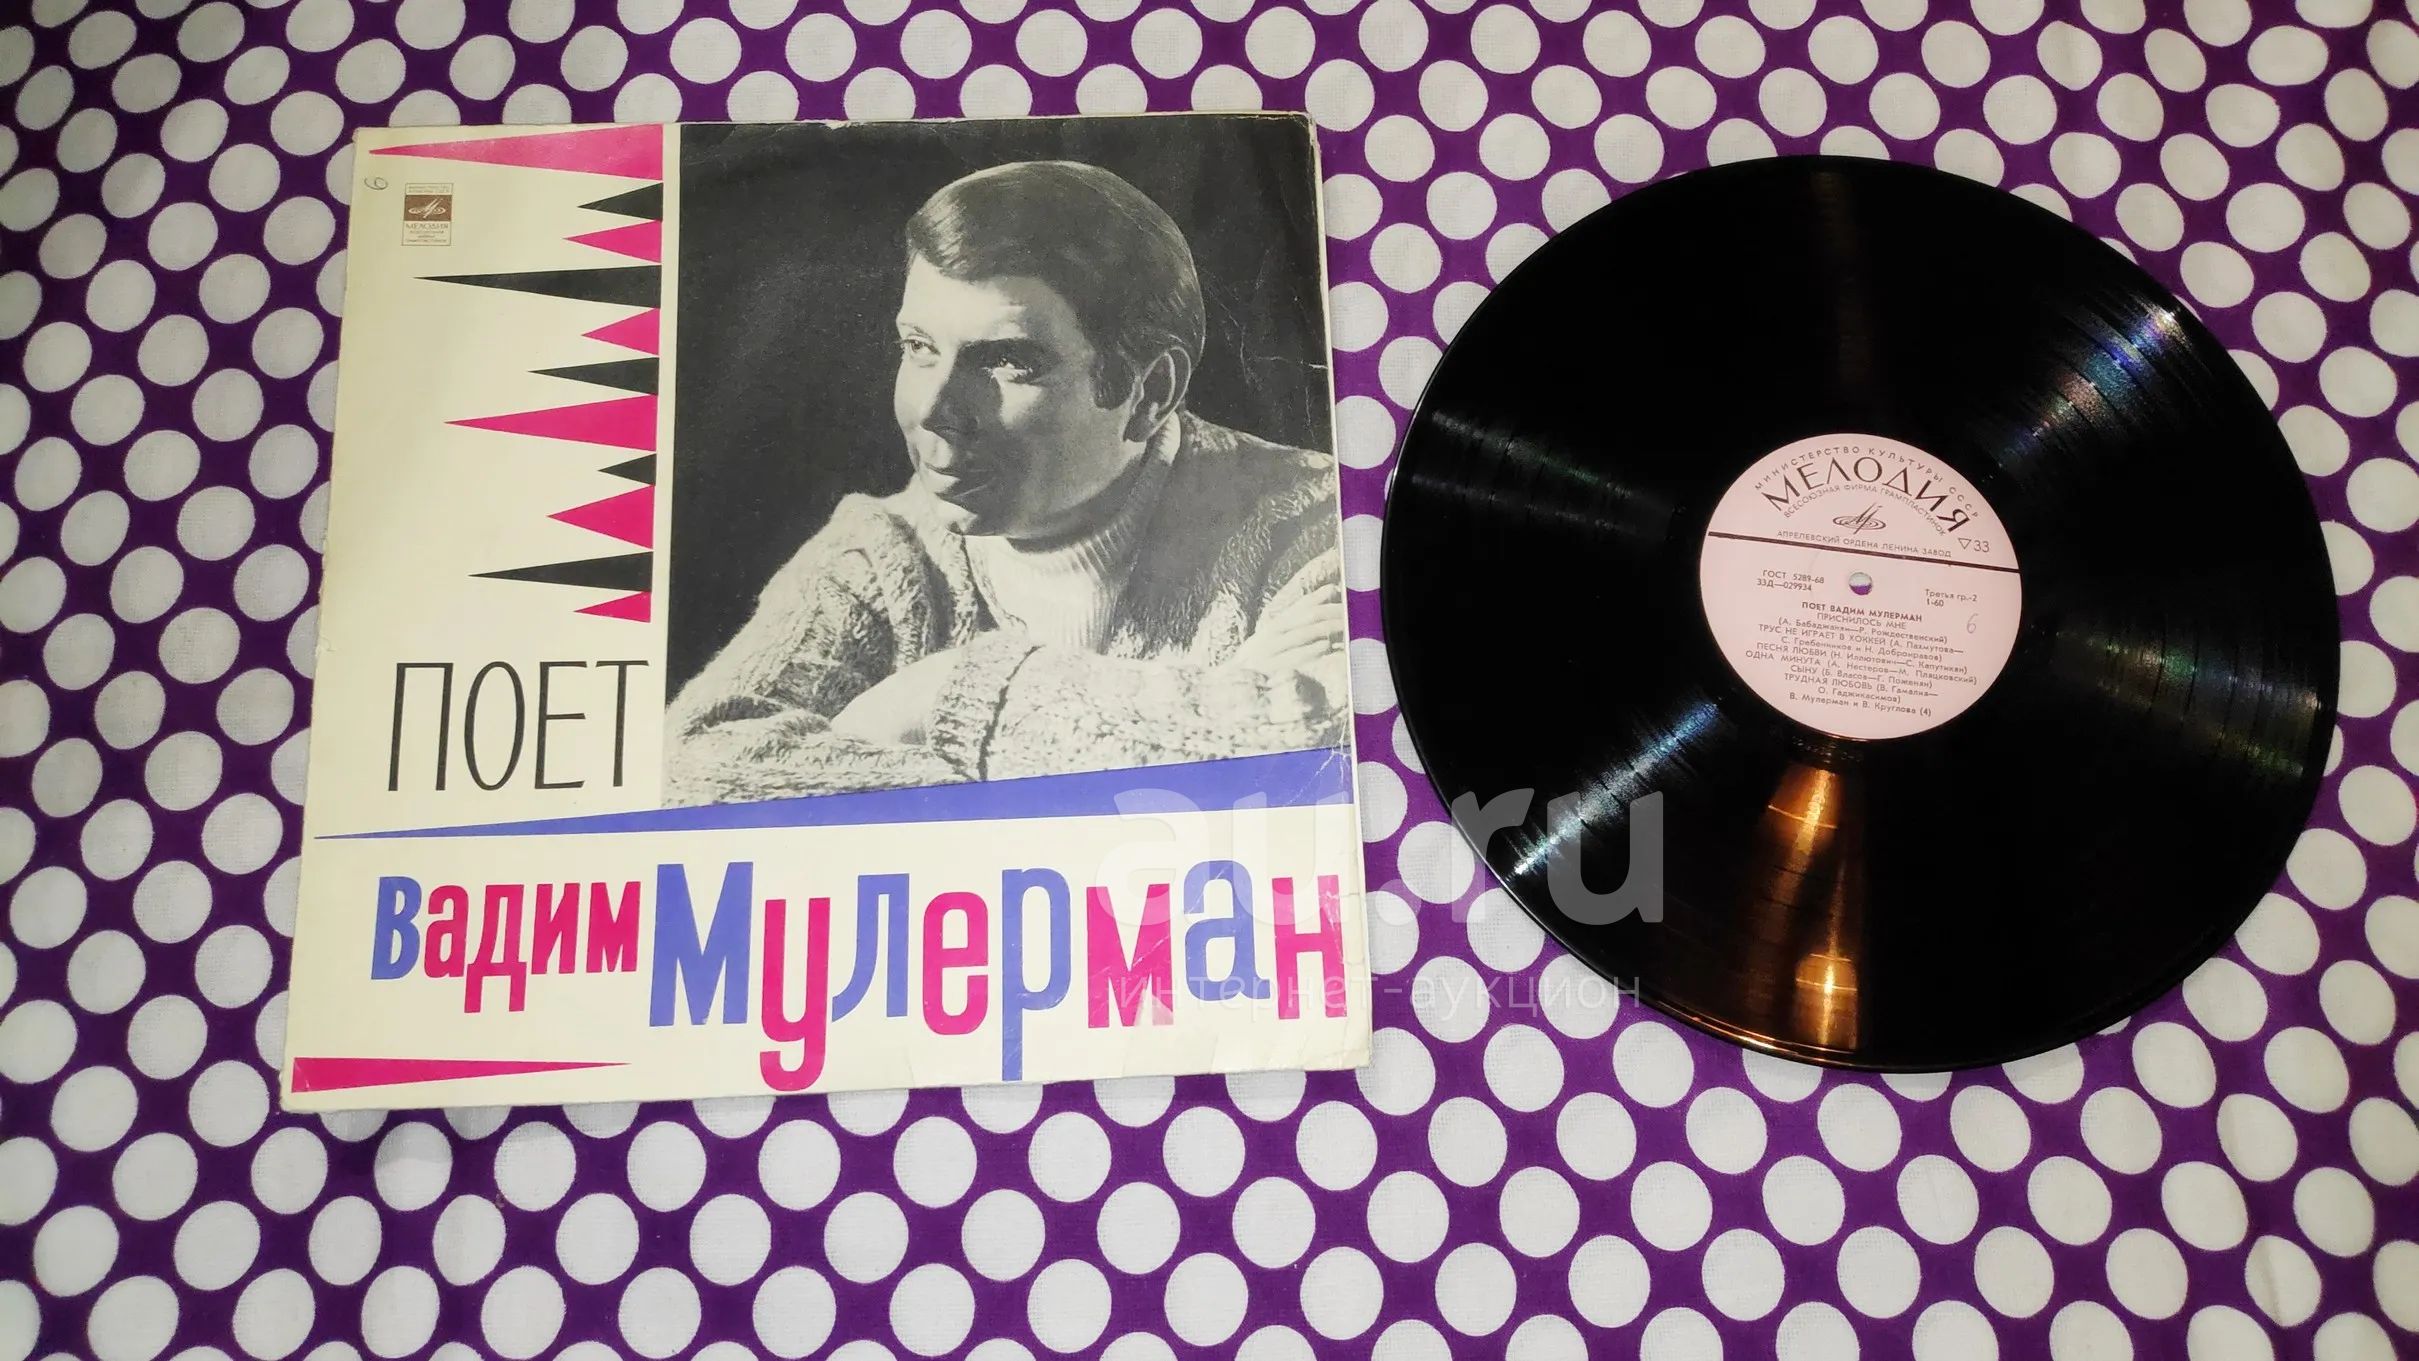 6
МЕЛОДИЯ
ПОЕТ
Вадим Мулерман
МИНИСТЕРСТВО КУЛЬТУРЫ СССР
МЕЛОДИЯ
ВСЕСОЮЗНАЯ ФИРМА ГРАМПЛАСТИНОК
АПРЕЛЕВСКИЙ ОРДЕНА ЛЕНИНА ЗАВОД
33
ГОСТ 5289-68
33Д—029934
Третья гр.-2
1-60
6
ПОЕТ ВАДИМ МУЛЕРМАН
ПРИСНИЛОСЬ МНЕ
(А. Бабаджанян—Р. Рождественский)
ТРУС НЕ ИГРАЕТ В ХОККЕЙ (А. Пахмутова—
С. Гребенников и Н. Добронравов)
ПЕСНЯ ЛЮБВИ (Н. Иллютович—С. Капутикян)
ОДНА МИНУТА (А. Нестеров—М. Пляцковский)
СЫНУ (Б. Власов—Г. Поженян)
ТРУДНАЯ ЛЮБОВЬ (В. Гамалия—
О. Гаджикасимов)
В. Мулерман и В. Круглова (4)
au.ru
интернет-аукцион